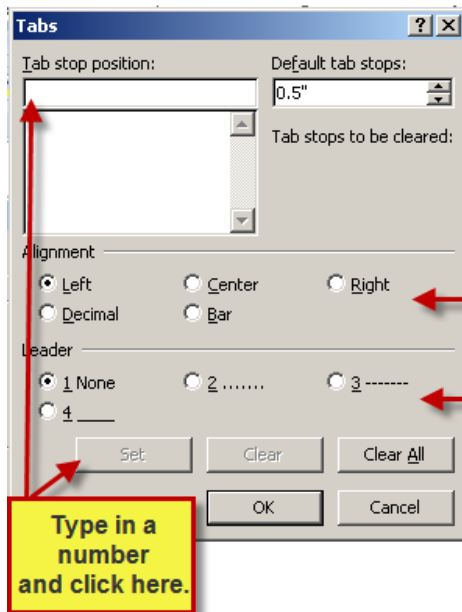 Tabs
Tab stop position: Default tab stops:
0.5"
Tab stops to be cleared:
Alignment
Left Center Right
Decimal Bar
Leader
1 None 2 ....... 3 -------
4 ____
Set Clear Clear All
OK Cancel
Type in a
number
and click here.